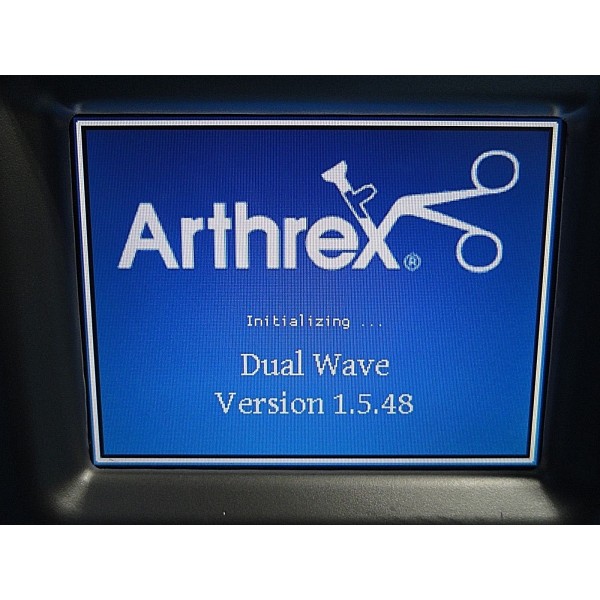 Arthrex®
Initializing ...
Dual Wave
Version 1.5.48